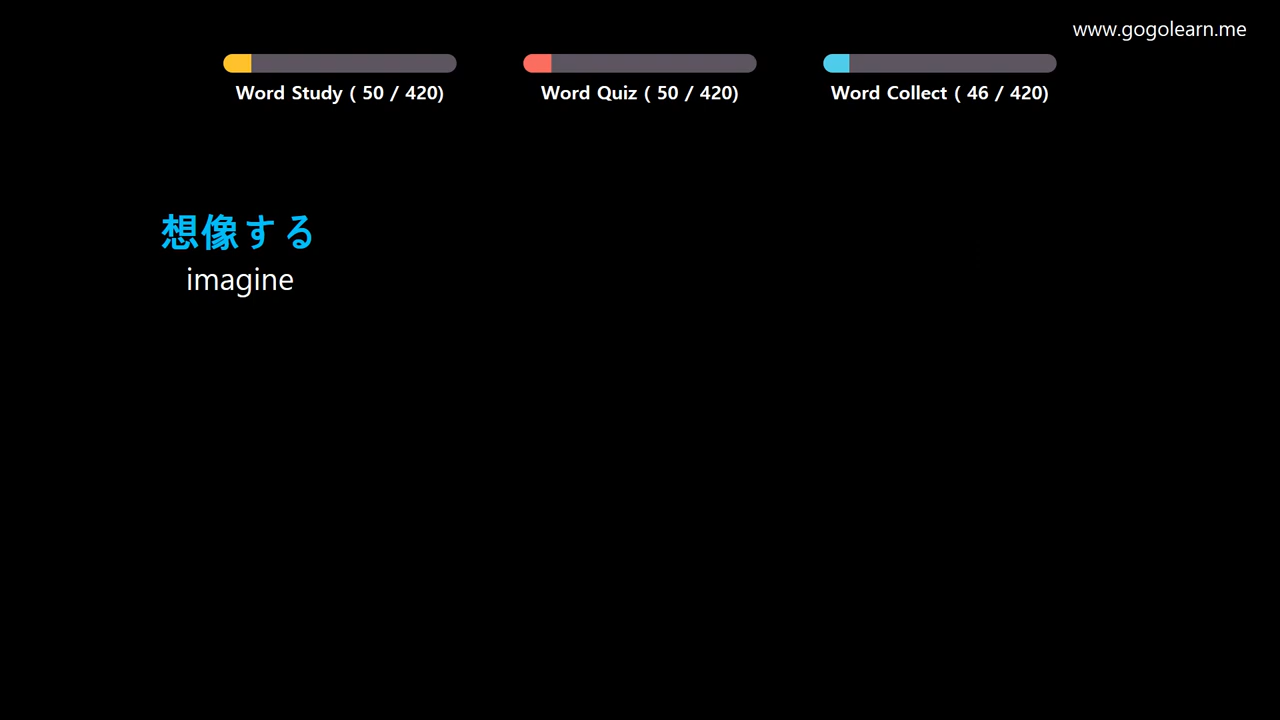 www.gogolearn.me
Word Study ( 50 / 420)
Word Quiz ( 50 / 420)
Word Collect ( 46 / 420)
想像する
imagine